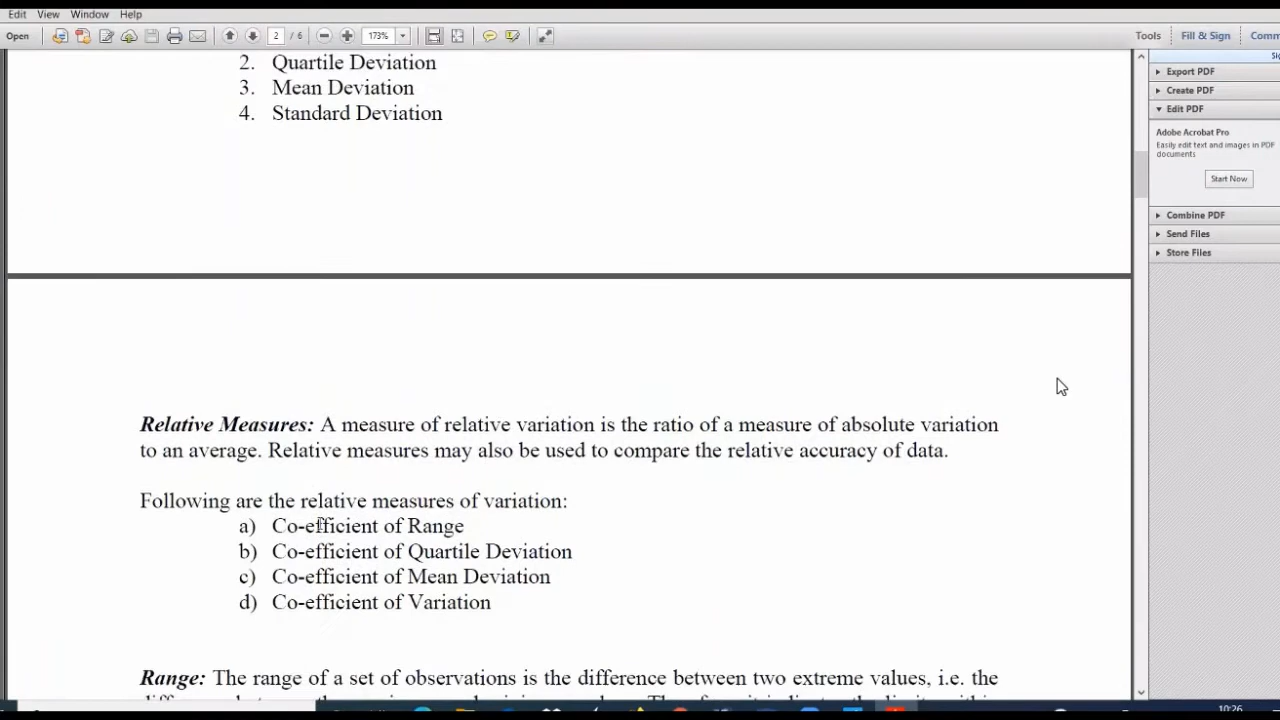 Edit View Window Help
Open
2 / 6
173%
Tools
Fill & Sign
Comm
2. Quartile Deviation
3. Mean Deviation
4. Standard Deviation
Relative Measures: A measure of relative variation is the ratio of a measure of absolute variation
to an average. Relative measures may also be used to compare the relative accuracy of data.
Following are the relative measures of variation:
a) Co-efficient of Range
b) Co-efficient of Quartile Deviation
c) Co-efficient of Mean Deviation
d) Co-efficient of Variation
Range: The range of a set of observations is the difference between two extreme values, i.e. the
Export PDF
Create PDF
Edit PDF
Adobe Acrobat Pro
Easily edit text and images in PDF
documents
Start Now
Combine PDF
Send Files
Store Files
10:26